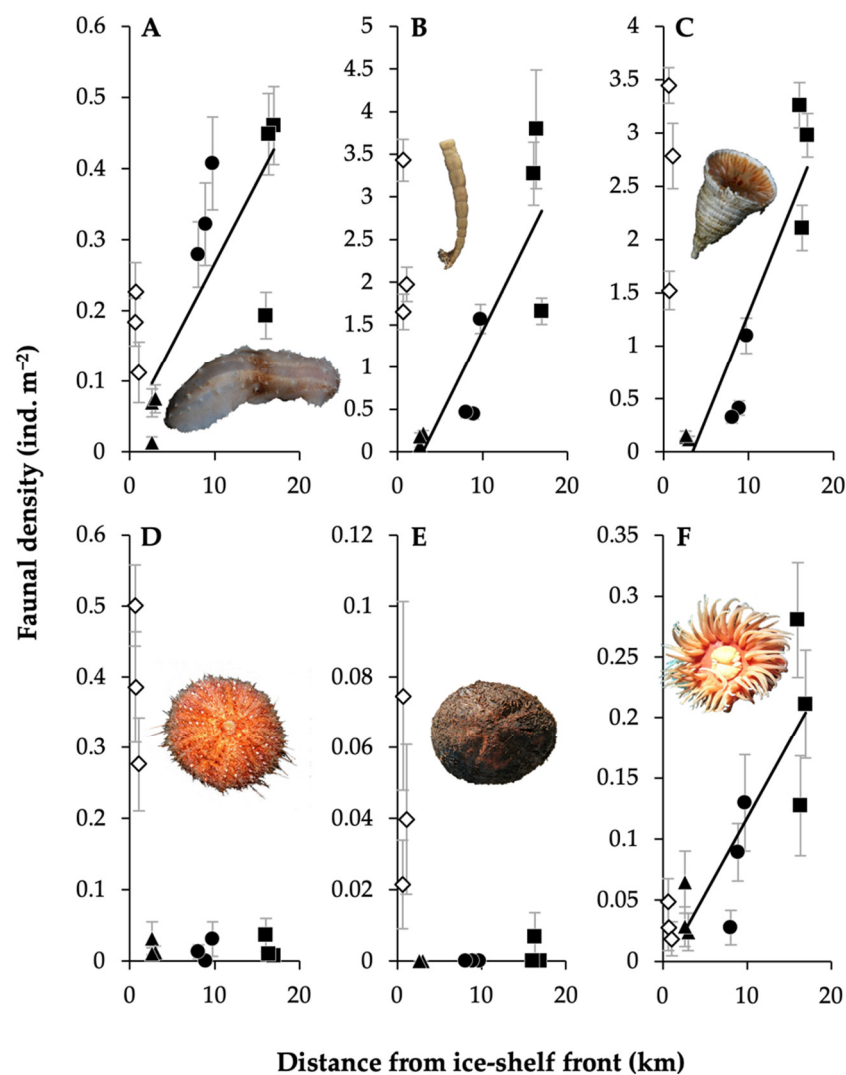 A B C
0.6 5 4
0.5 4.5 3.5
0.4 4 3
0.3 3.5 2.5
0.2 3 2
0.1 2.5 1.5
0 2 1
1.5 0.5
1 0
0.5
0
0 10 20 0 10 20 0 10 20
D E F
0.6 0.12 0.35
0.5 0.1 0.3
0.4 0.08 0.25
0.3 0.06 0.2
0.2 0.04 0.15
0.1 0.02 0.1
0 0 0.05
0
0 10 20 0 10 20 0 10 20
Faunal density (ind. m⁻²)
Distance from ice-shelf front (km)